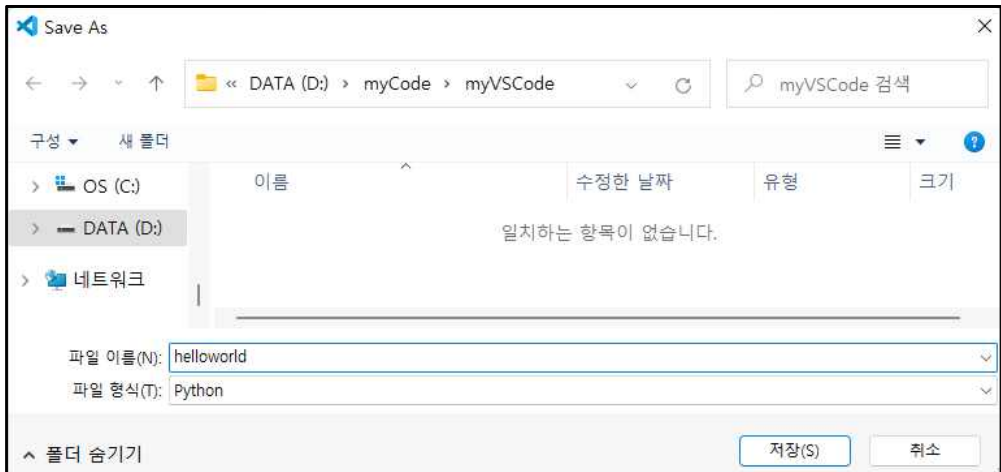 Save As
« DATA (D:) > myCode > myVSCode
myVSCode 검색
구성 새 폴더
OS (C:)
DATA (D:)
네트워크
이름 수정한 날짜 유형 크기
일치하는 항목이 없습니다.
파일 이름(N): helloworld
파일 형식(T): Python
폴더 숨기기
저장(S) 취소